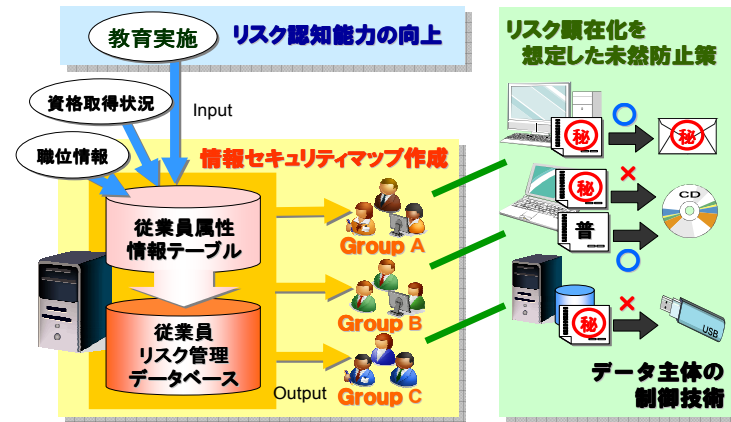 教育実施
リスク認知能力の向上
資格取得状況
Input
職位情報
情報セキュリティマップ作成
従業員属性
情報テーブル
従業員
リスク管理
データベース
Output
Group A
Group B
Group C
リスク顕在化を
想定した未然防止策
秘
秘
秘
CD
普
秘
USB
データ主体の
制御技術